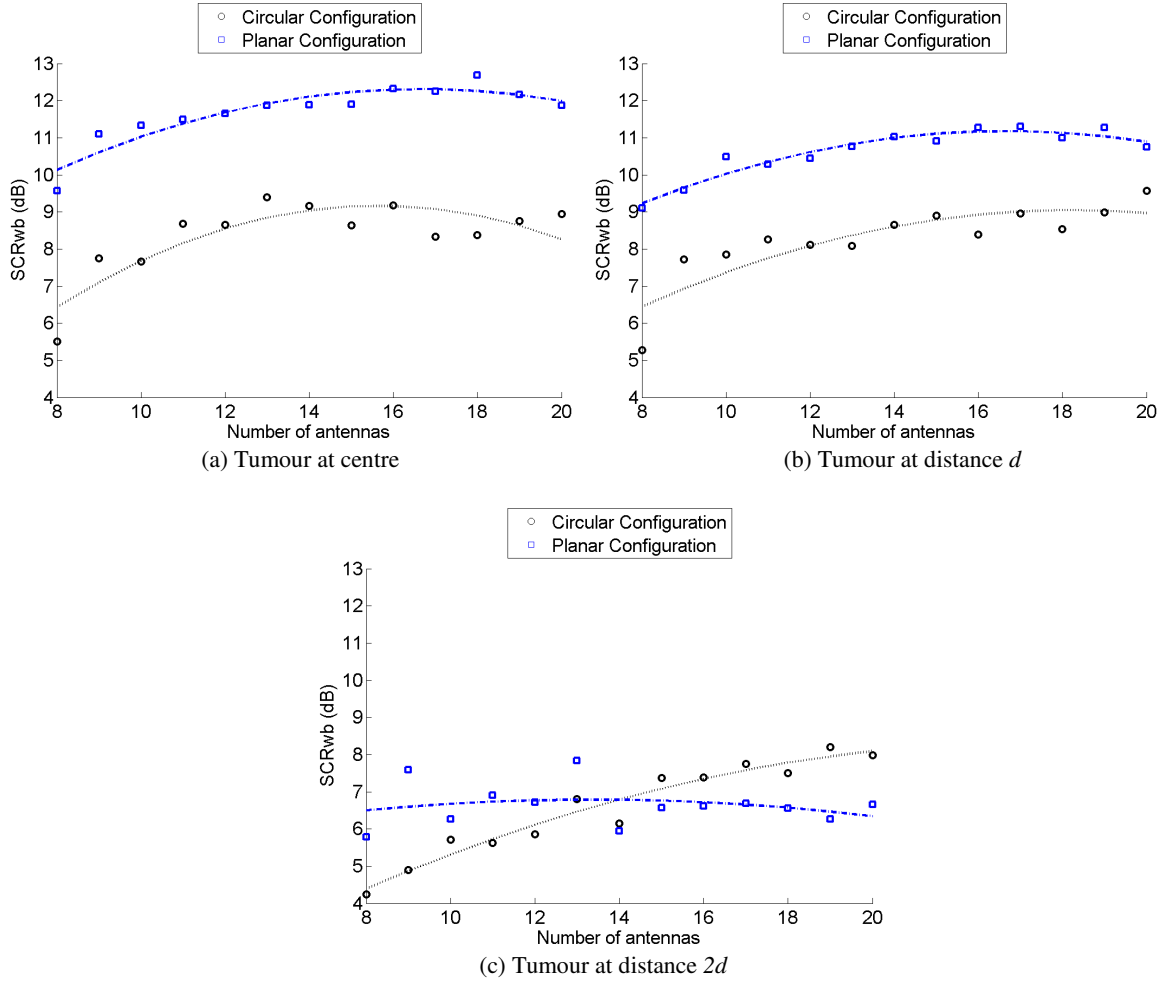 Circular Configuration
Planar Configuration
13
12
11
10
9
8
7
6
5
4
SCRwb (dB)
8 10 12 14 16 18 20
Number of antennas
(a) Tumour at centre
Circular Configuration
Planar Configuration
13
12
11
10
9
8
7
6
5
4
SCRwb (dB)
8 10 12 14 16 18 20
Number of antennas
(b) Tumour at distance d
Circular Configuration
Planar Configuration
13
12
11
10
9
8
7
6
5
4
SCRwb (dB)
8 10 12 14 16 18 20
Number of antennas
(c) Tumour at distance 2d